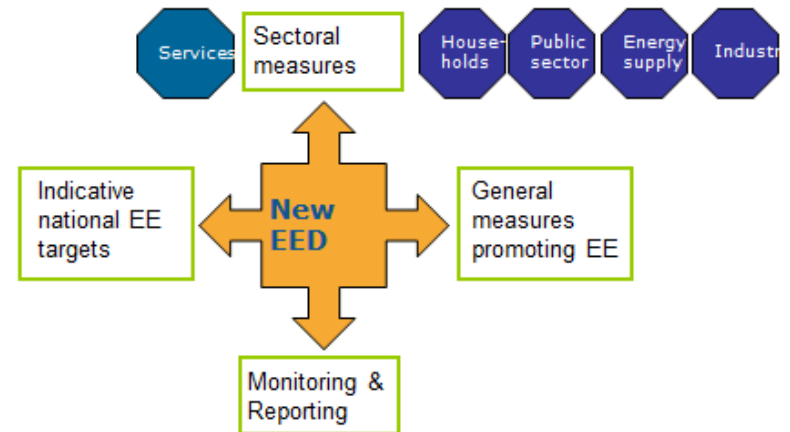 Services
Sectoral
measures
House-
holds
Public
sector
Energy
supply
Industr
Indicative
national EE
targets
New
EED
General
measures
promoting EE
Monitoring &
Reporting